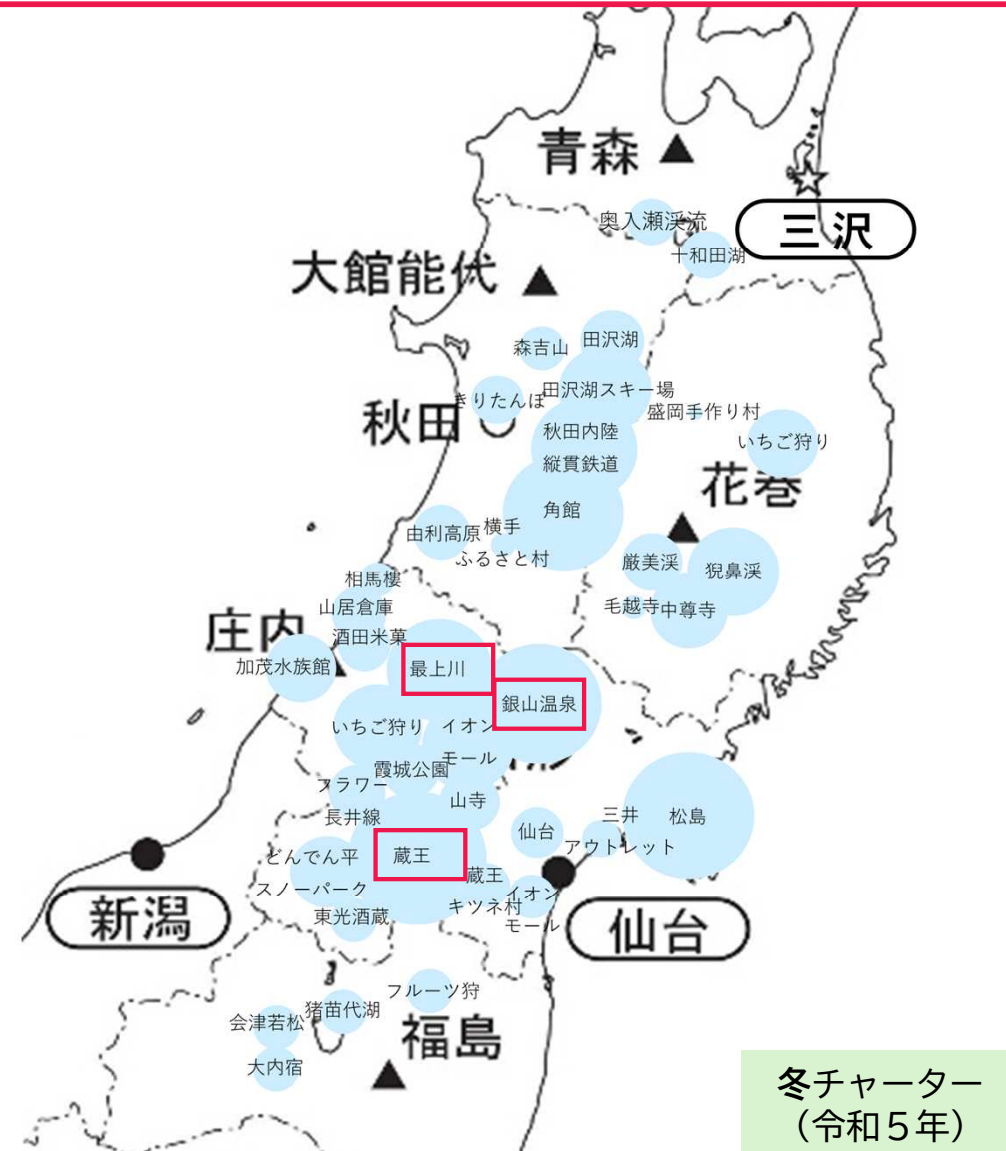 青森
三沢
奥入瀬渓流
十和田湖
大館能代
森吉山
田沢湖
田沢湖スキー場
きりたんぽ
盛岡手作り村
秋田
秋田内陸
縦貫鉄道
いちご狩り
花巻
角館
由利高原
横手
ふるさと村
厳美渓
猊鼻渓
相馬樓
毛越寺
中尊寺
山居倉庫
庄内
酒田米菓
加茂水族館
最上川
銀山温泉
いちご狩り
イオン
モール
霞城公園
フラワー
長井線
山寺
仙台
三井
アウトレット
松島
どんでん平
スノーパーク
蔵王
蔵王
キツネ村
イオン
モール
東光酒蔵
新潟
仙台
フルーツ狩
猪苗代湖
会津若松
福島
大内宿
冬チャーター
（令和５年）